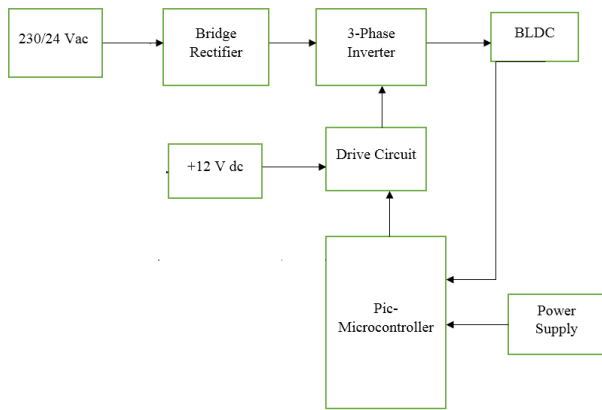 230/24 Vac
Bridge
Rectifier
3-Phase
Inverter
BLDC
+12 V dc
Drive Circuit
Pic-
Microcontroller
Power
Supply